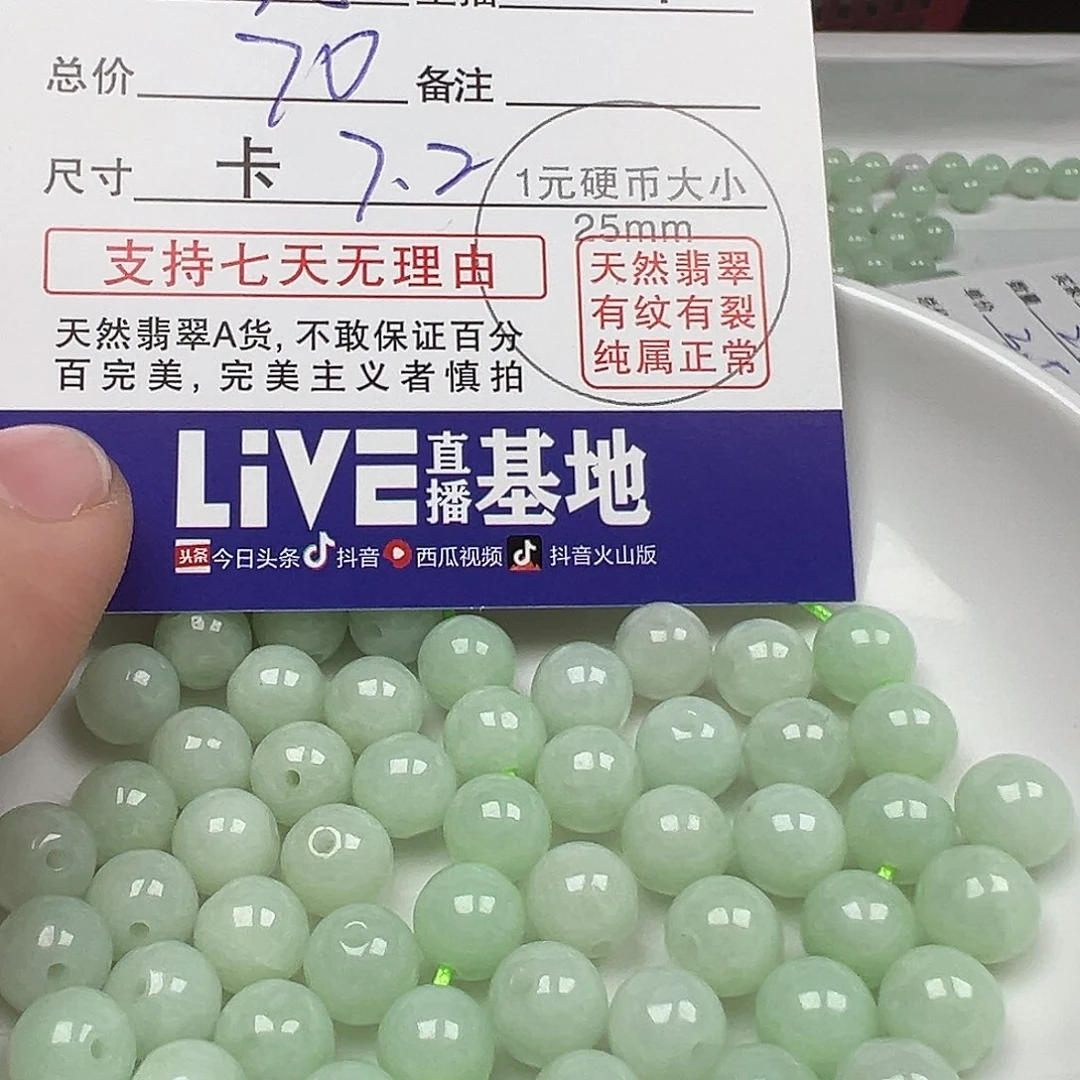 总价 70 备注
尺寸 卡 7.2
1元硬币大小
25mm
支持七天无理由
天然翡翠
有纹有裂
纯属正常
天然翡翠A货，不敢保证百分
百完美，完美主义者慎拍
LiVE直播基地
头条 今日头条 抖音 西瓜视频 抖音火山版